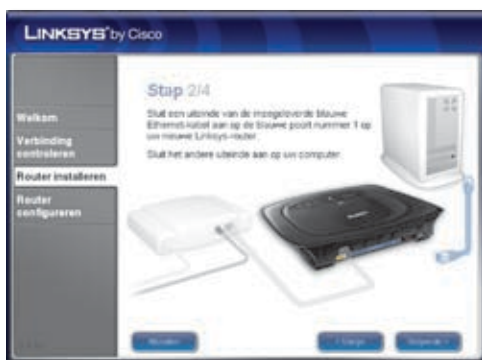 LINKSYS by Cisco
Stap 2/4
Sluit een uiteinde van de meegeleverde blauwe
Ethernet-kabel aan op de blauwe poort nummer 1 op
uw nieuwe Linksys-router.
Sluit het andere uiteinde aan op uw computer.
Welkom
Verbinding
controleren
Router installeren
Router
configureren